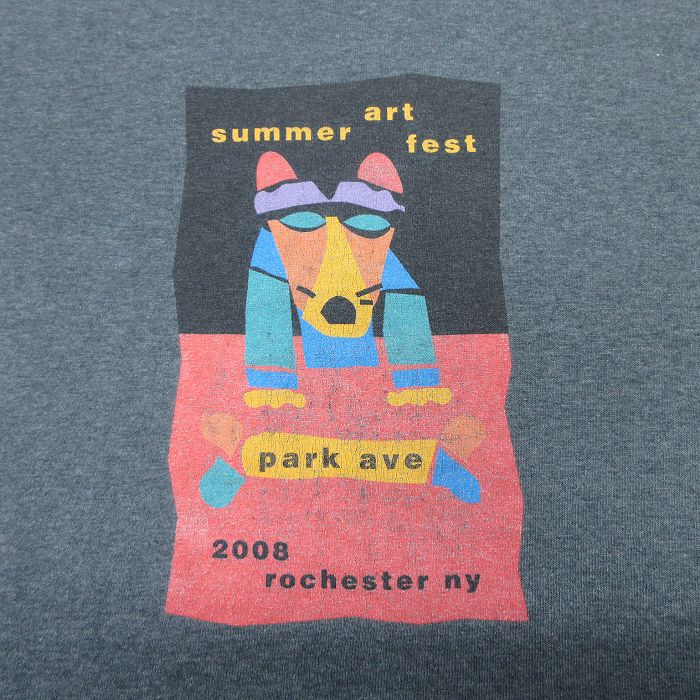 summer art fest
park ave
2008
rochester ny